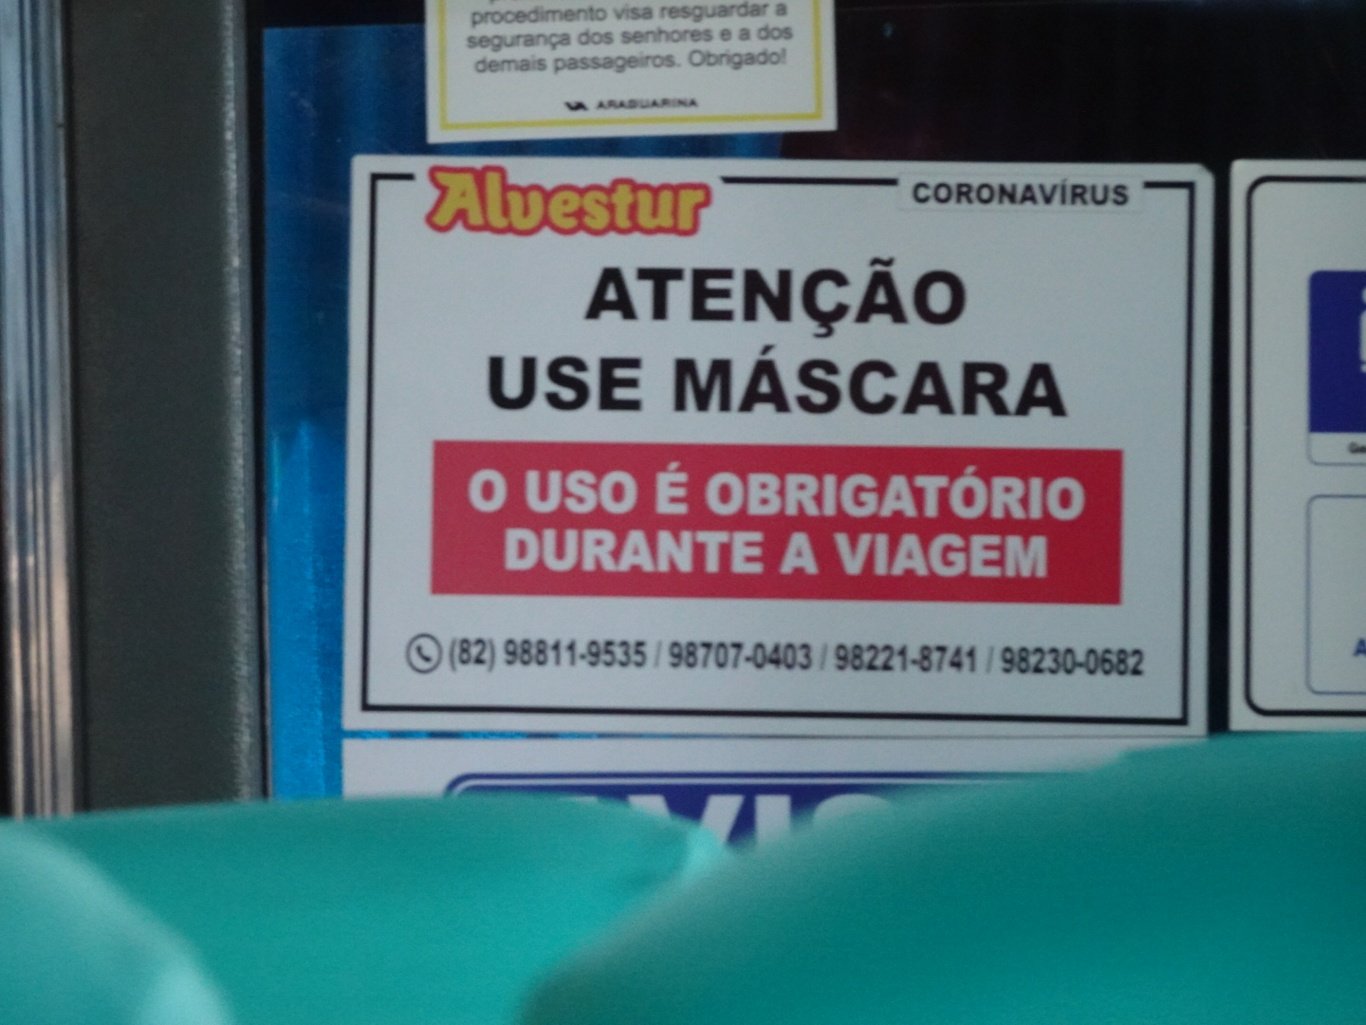 procedimento visa resguardar a
segurança dos senhores e a dos
demais passageiros. Obrigado!
VA ARAGUARINA
Alvestur
CORONAVÍRUS
ATENÇÃO
USE MÁSCARA
O USO É OBRIGATÓRIO
DURANTE A VIAGEM
(82) 98811-9535 / 98707-0403 / 98221-8741 / 98230-0682